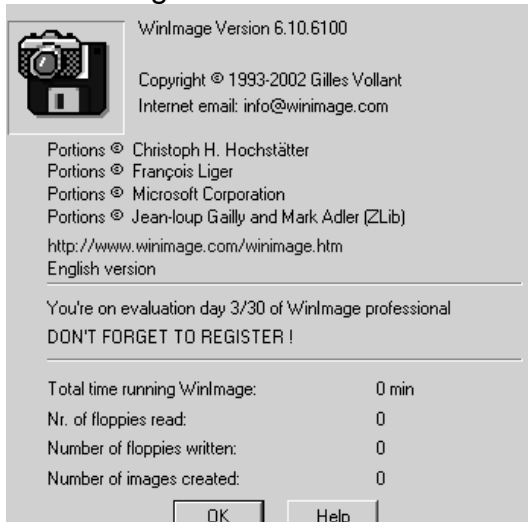 WinImage Version 6.10.6100
Copyright © 1993-2002 Gilles Vollant
Internet email: info@winimage.com
Portions © Christoph H. Hochstätter
Portions © François Liger
Portions © Microsoft Corporation
Portions © Jean-loup Gailly and Mark Adler (ZLib)
http://www.winimage.com/winimage.htm
English version
You're on evaluation day 3/30 of WinImage professional
DON'T FORGET TO REGISTER !
Total time running WinImage: 0 min
Nr. of floppies read: 0
Number of floppies written: 0
Number of images created: 0
OK Help